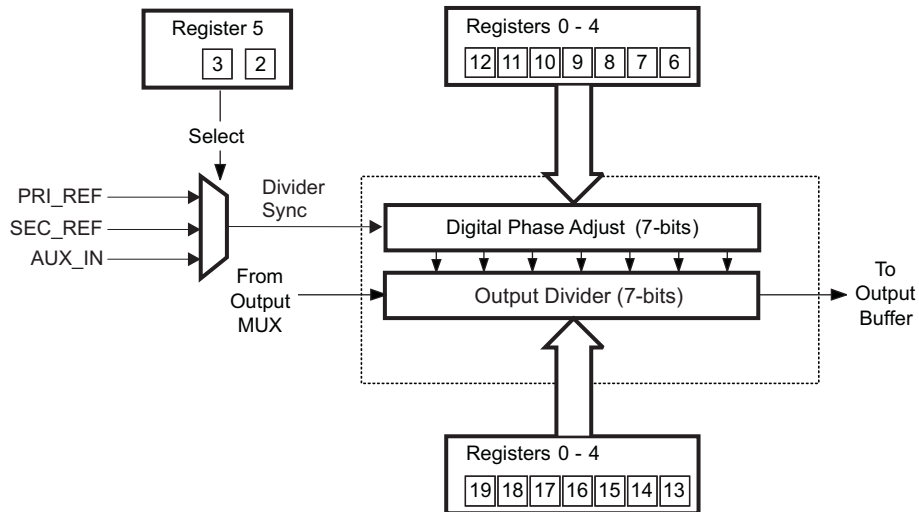 Register 5
3 2
Registers 0 - 4
12 11 10 9 8 7 6
Select
PRI_REF
SEC_REF
AUX_IN
Divider
Sync
Digital Phase Adjust (7-bits)
From
Output
MUX
Output Divider (7-bits)
To
Output
Buffer
Registers 0 - 4
19 18 17 16 15 14 13